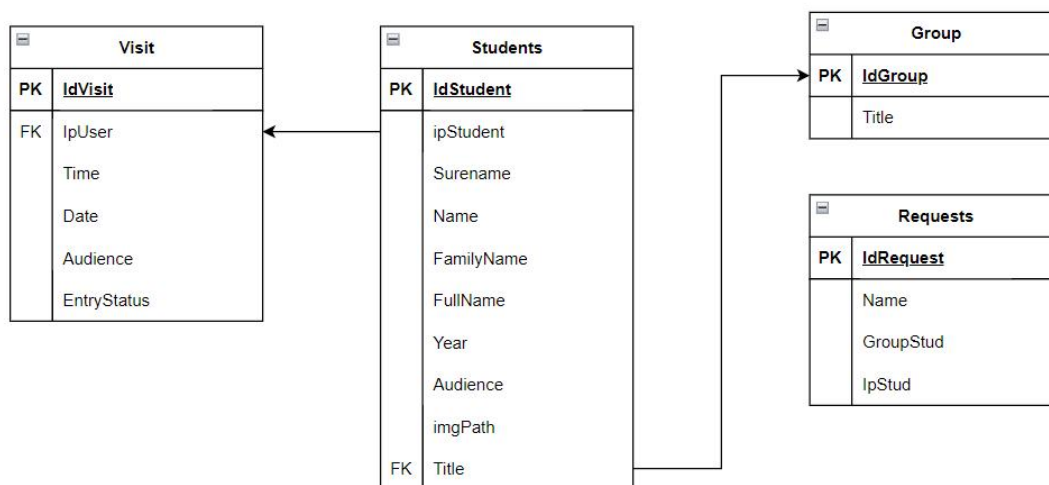 Visit
PK IdVisit
FK IpUser
Time
Date
Audience
EntryStatus
Students
PK IdStudent
ipStudent
Surename
Name
FamilyName
FullName
Year
Audience
imgPath
FK Title
Group
PK IdGroup
Title
Requests
PK IdRequest
Name
GroupStud
IpStud